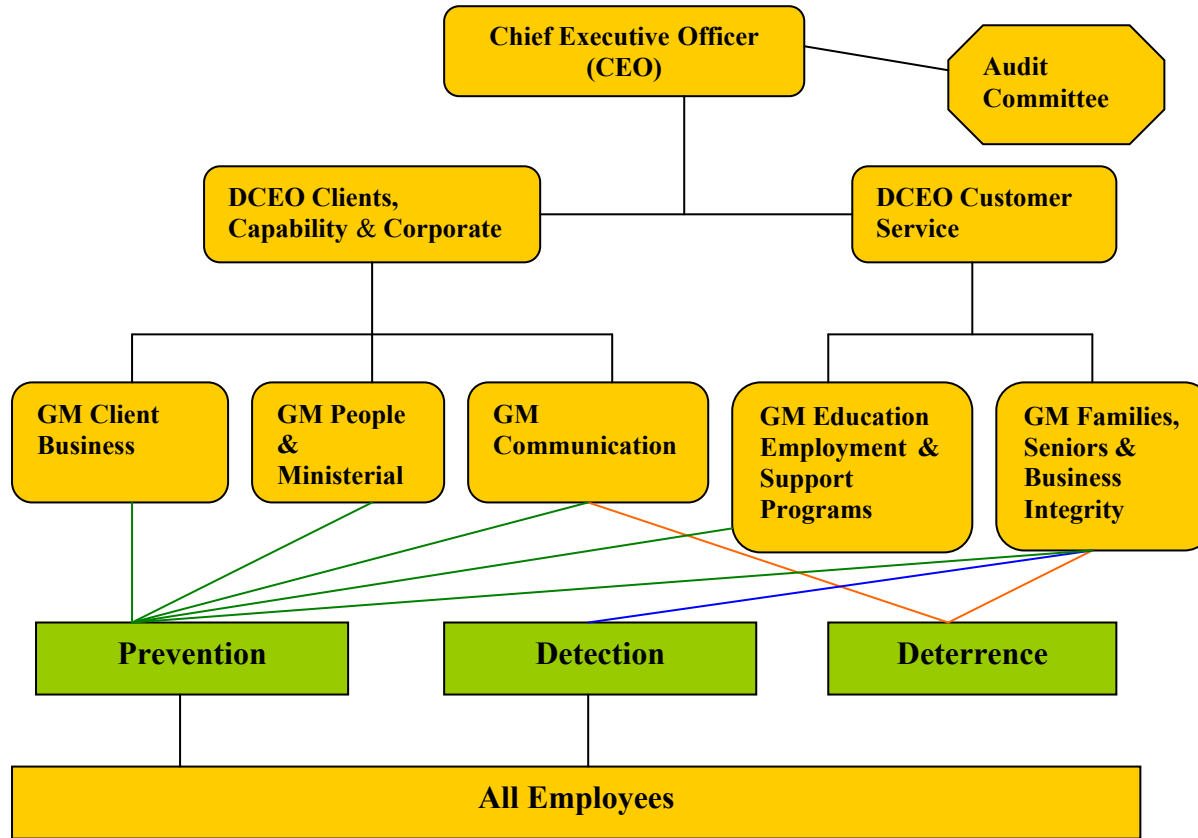 Chief Executive Officer
(CEO)
Audit
Committee
DCEO Clients,
Capability & Corporate
DCEO Customer
Service
GM Client
Business
GM People
&
Ministerial
GM
Communication
GM Education
Employment &
Support
Programs
GM Families,
Seniors &
Business
Integrity
Prevention
Detection
Deterrence
All Employees